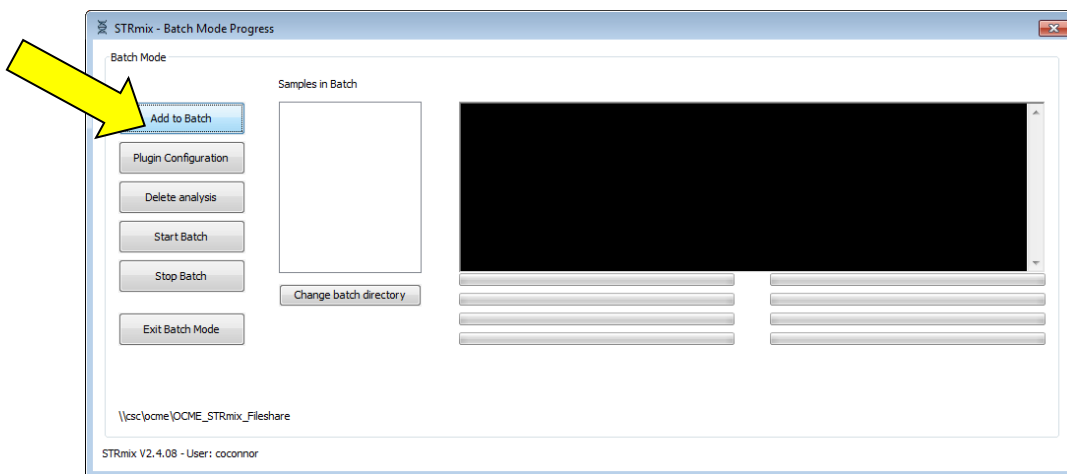 STRmix - Batch Mode Progress
Batch Mode
Samples in Batch
Add to Batch
Plugin Configuration
Delete analysis
Start Batch
Stop Batch
Change batch directory
Exit Batch Mode
\\csc\ocme\OCME_STRmix_Fileshare
STRmix V2.4.08 - User: coconnor